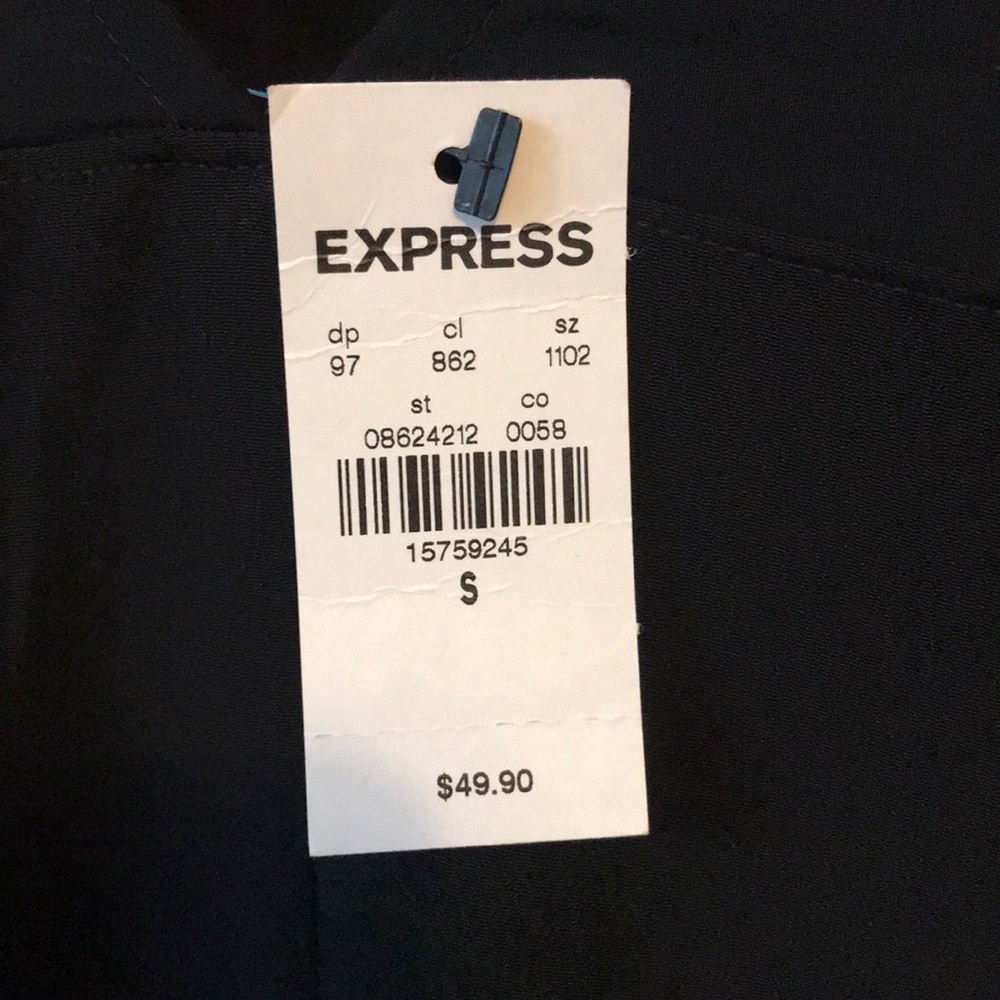 EXPRESS
dp cl sz
97 862 1102
st co
08624212 0058
15759245
S
$49.90